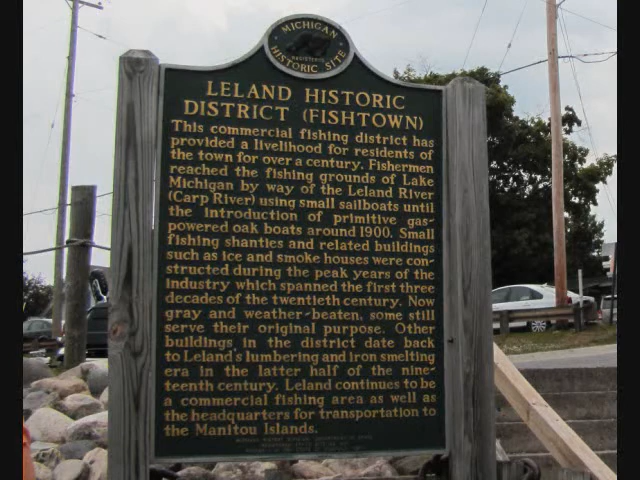 MICHIGAN
REGISTERED
HISTORIC SITE
LELAND HISTORIC
DISTRICT (FISHTOWN)
This commercial fishing district has
provided a livelihood for residents of
the town for over a century. Fishermen
reached the fishing grounds of Lake
Michigan by way of the Leland River
(Carp River) using small sailboats until
the introduction of primitive gas-
powered oak boats around 1900. Small
fishing shanties and related buildings
such as ice and smoke houses were con-
structed during the peak years of the
industry which spanned the first three
decades of the twentieth century. Now
gray and weather-beaten, some still
serve their original purpose. Other
buildings in the district date back
to Leland's lumbering and iron smelting
era in the latter half of the nine-
teenth century. Leland continues to be
a commercial fishing area as well as
the headquarters for transportation to
the Manitou Islands.